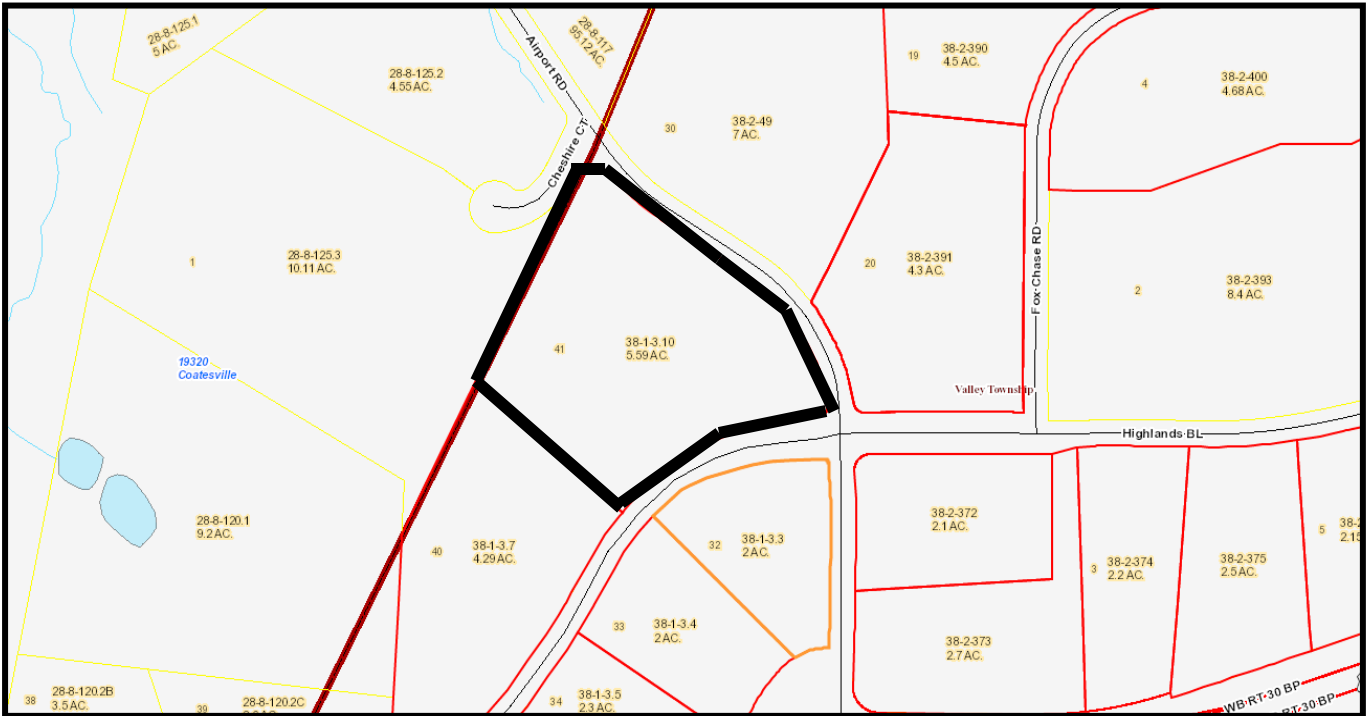 28-8-125.1
5 AC.
28-8-117
95.12 AC.
Airport RD
28-8-125.2
4.55 AC.
19
38-2-390
4.5 AC.
4
38-2-400
4.68 AC.
30
38-2-49
7 AC.
Cheshire CT
1
28-8-125.3
10.11 AC.
20
38-2-391
4.3 AC.
Fox Chase RD
2
38-2-393
8.4 AC.
41
38-1-3.10
5.59 AC.
19320
Coatesville
Valley Township
Highlands BL
28-8-120.1
9.2 AC.
40
38-1-3.7
4.29 AC.
32
38-1-3.3
2 AC.
38-2-372
2.1 AC.
3
38-2-374
2.2 AC.
38-2-375
2.5 AC.
5
38-2
2.15
33
38-1-3.4
2 AC.
38-2-373
2.7 AC.
38
28-8-120.2B
3.5 AC.
39
28-8-120.2C
34
38-1-3.5
2.3 AC.
WB RT 30 BP
RT 30 BP